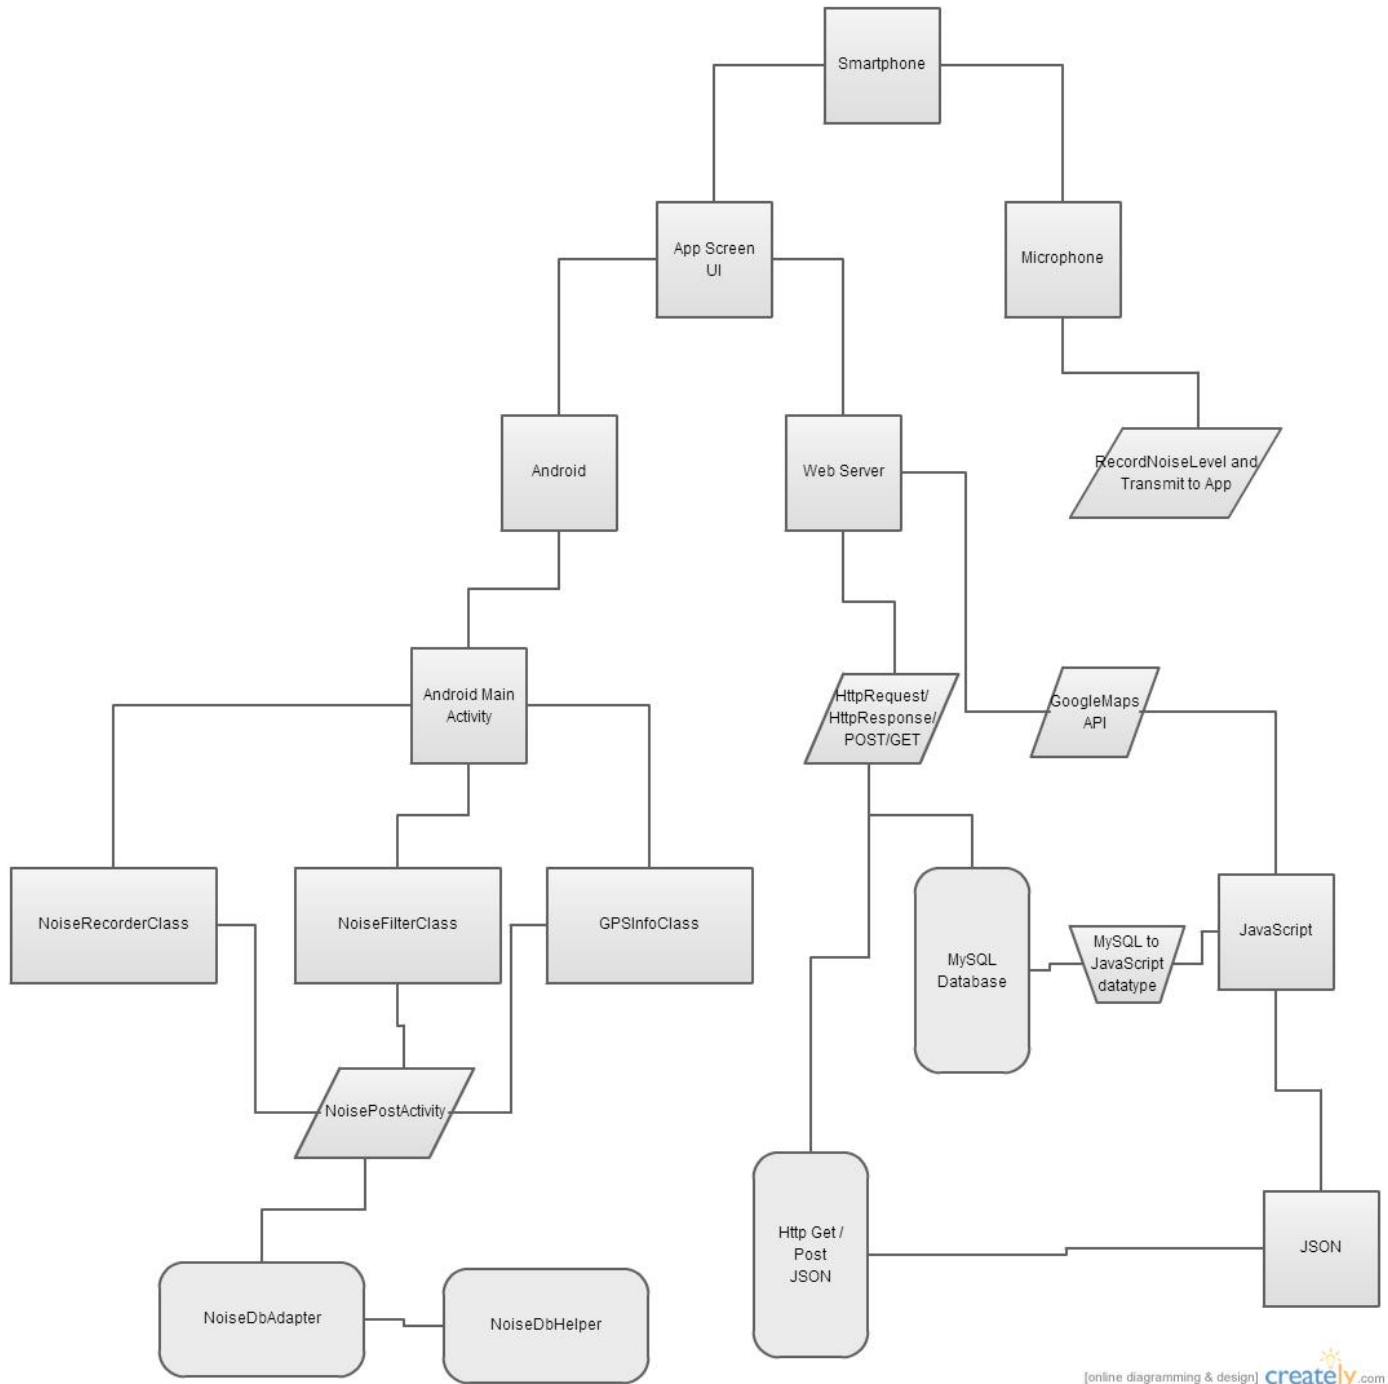 Smartphone
App Screen
UI
Microphone
Android
Web Server
RecordNoiseLevel and
Transmit to App
Android Main
Activity
HttpRequest/
HttpResponse/
POST/GET
GoogleMaps
API
NoiseRecorderClass
NoiseFilterClass
GPSInfoClass
MySQL
Database
MySQL to
JavaScript
datatype
JavaScript
NoisePostActivity
Http Get /
Post
JSON
JSON
NoiseDbAdapter
NoiseDbHelper
[online diagramming & design] creately.com